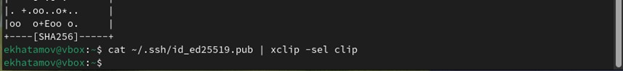 |. +.oo..o*..     |
|oo  o+Eoo o.     |
+----[SHA256]-----+
ekhatamov@vbox:~$ cat ~/.ssh/id_ed25519.pub | xclip -sel clip
ekhatamov@vbox:~$